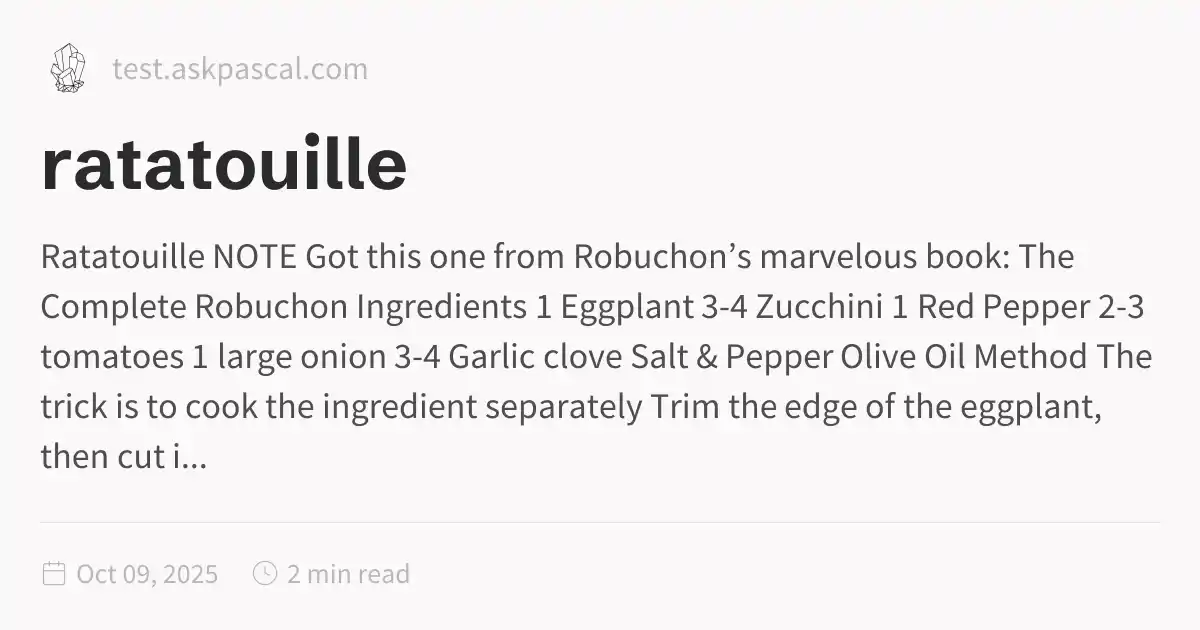 test.askpascal.com
ratatouille
Ratatouille NOTE Got this one from Robuchon’s marvelous book: The
Complete Robuchon Ingredients 1 Eggplant 3-4 Zucchini 1 Red Pepper 2-3
tomatoes 1 large onion 3-4 Garlic clove Salt & Pepper Olive Oil Method The
trick is to cook the ingredient separately Trim the edge of the eggplant,
then cut i...
Oct 09, 2025 2 min read